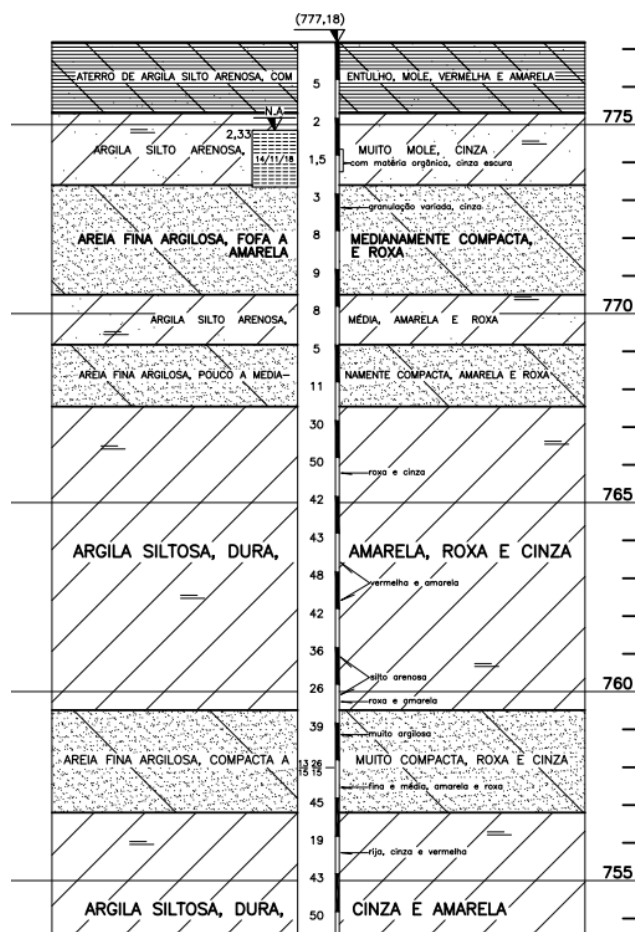 (777,18)
ATERRO DE ARGILA SILTO ARENOSA, COM ENTULHO, MOLE, VERMELHA E AMARELA
5
775
N.A
2
2,33
ARGILA SILTO ARENOSA, MUITO MOLE, CINZA
14/11/18
1,5
com matéria orgânica, cinza escura
3
granulação variada, cinza
8
AREIA FINA ARGILOSA, FOFA A MEDIANAMENTE COMPACTA,
AMARELA E ROXA
9
770
8
ARGILA SILTO ARENOSA, MÉDIA, AMARELA E ROXA
5
AREIA FINA ARGILOSA, POUCO A MEDIA- NAMENTE COMPACTA, AMARELA E ROXA
11
30
50
roxa e cinza
42
765
43
ARGILA SILTOSA, DURA, AMARELA, ROXA E CINZA
48
vermelha e amarela
42
36
silto arenosa
26
760
roxa e amarela
39
muito argilosa
AREIA FINA ARGILOSA, COMPACTA A MUITO COMPACTA, ROXA E CINZA
13 26
15 15
fina e média, amarela e roxa
45
19
rija, cinza e vermelha
43
755
ARGILA SILTOSA, DURA, CINZA E AMARELA
50